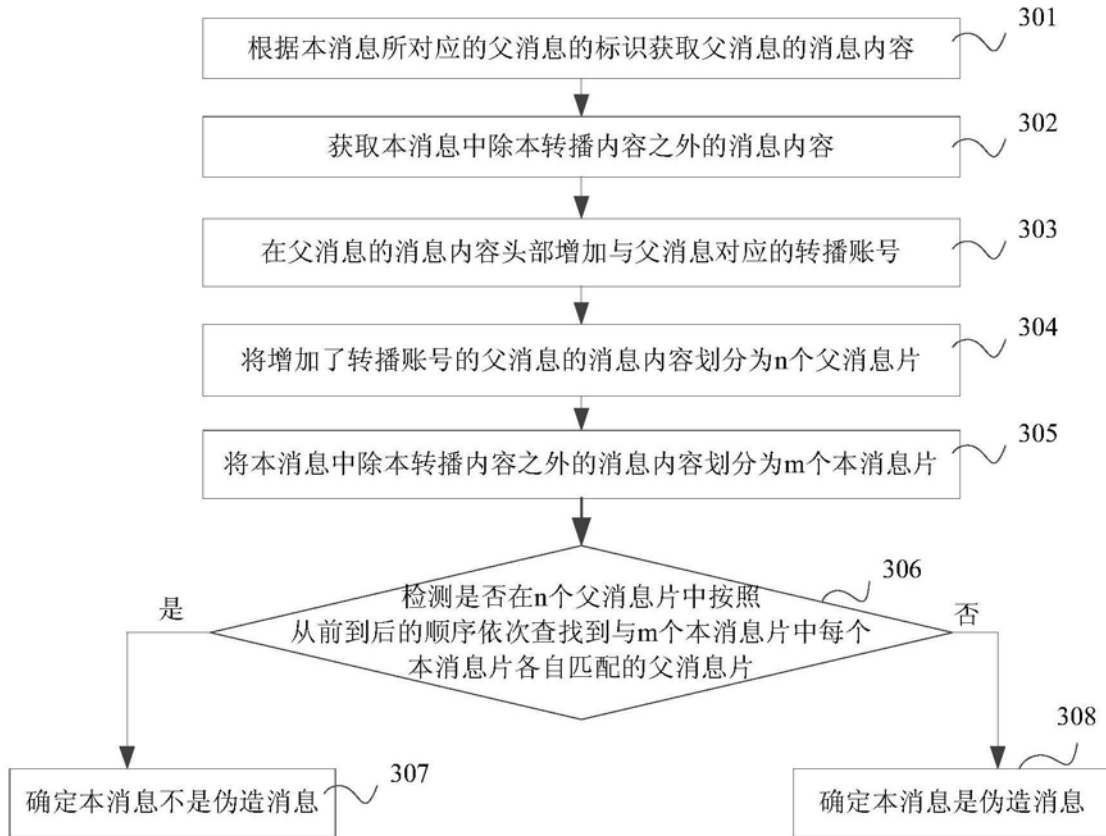 301
根据本消息所对应的父消息的标识获取父消息的消息内容
302
获取本消息中除本转播内容之外的消息内容
303
在父消息的消息内容头部增加与父消息对应的转播账号
304
将增加了转播账号的父消息的消息内容划分为n个父消息片
305
将本消息中除本转播内容之外的消息内容划分为m个本消息片
306
检测是否在n个父消息片中按照
从前到后的顺序依次查找到与m个本消息片中每个
本消息片各自匹配的父消息片
是
否
307
确定本消息不是伪造消息
308
确定本消息是伪造消息